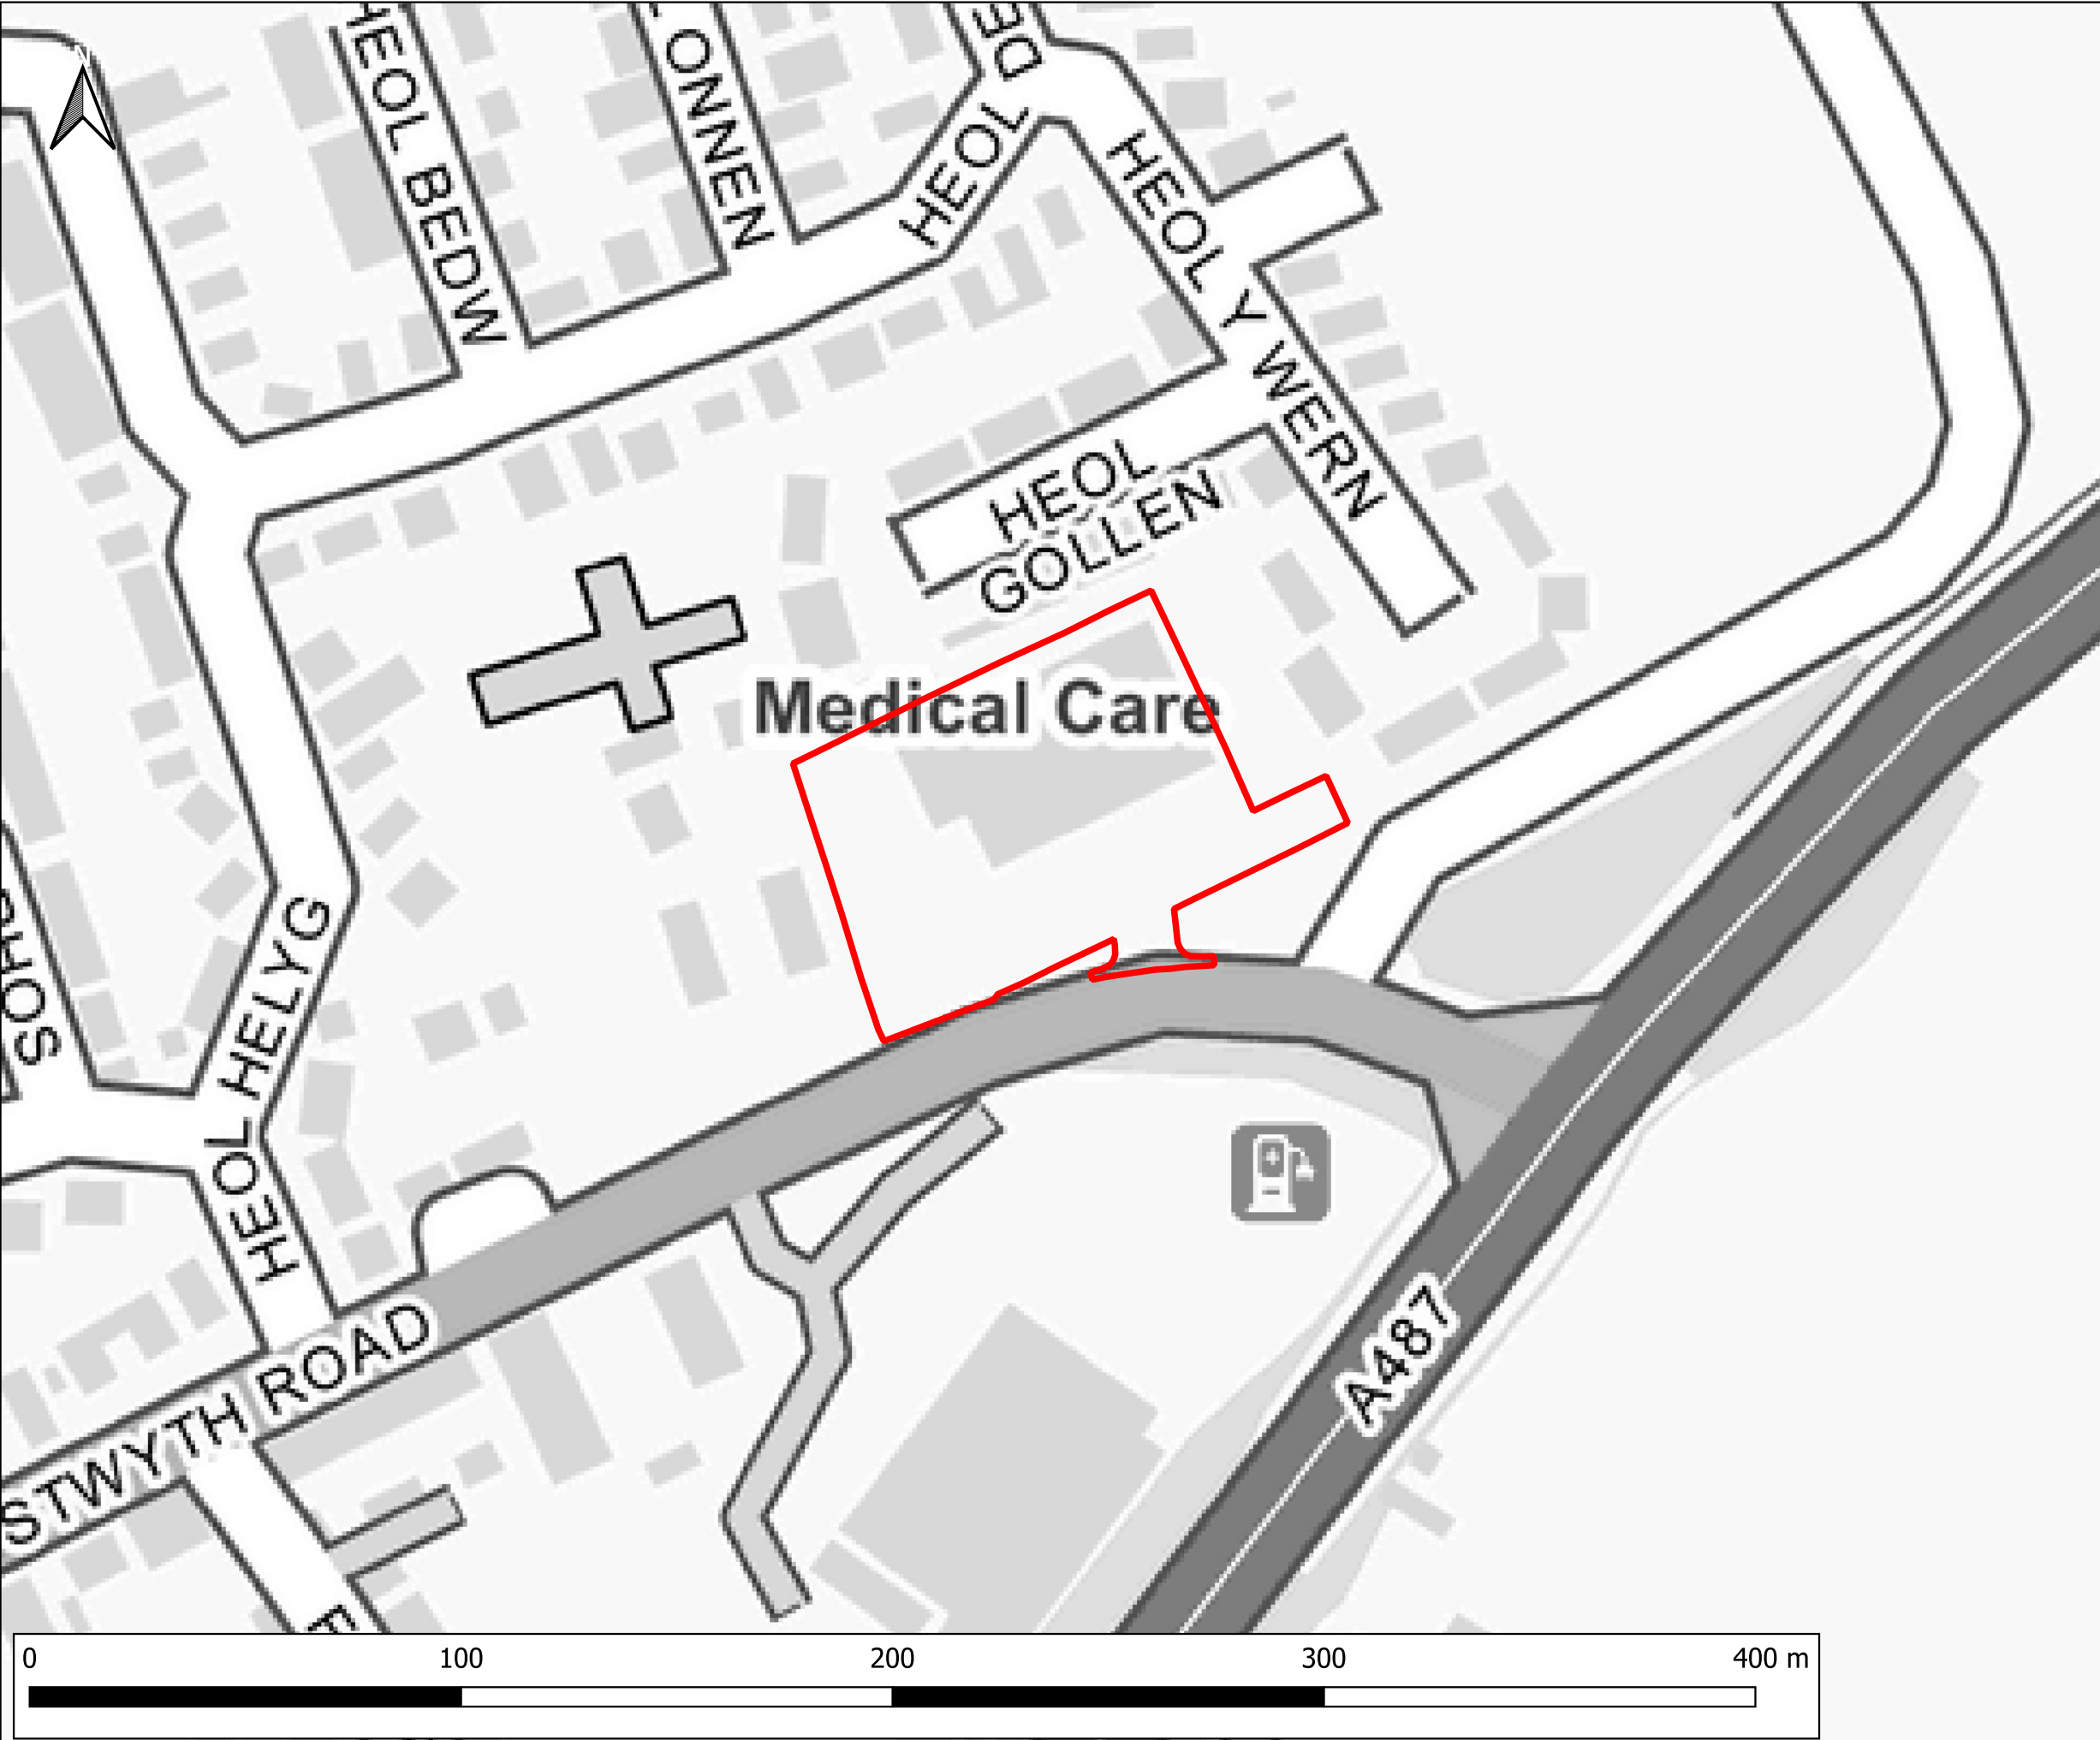 HEOL BEDW
ONNEN
HEOL
DE
HEOL Y WERN
HEOL
GOLLEN
Medical Care
HEOL HELYG
HEOL
STWYTH ROAD
A487
0 100 200 300 400 m